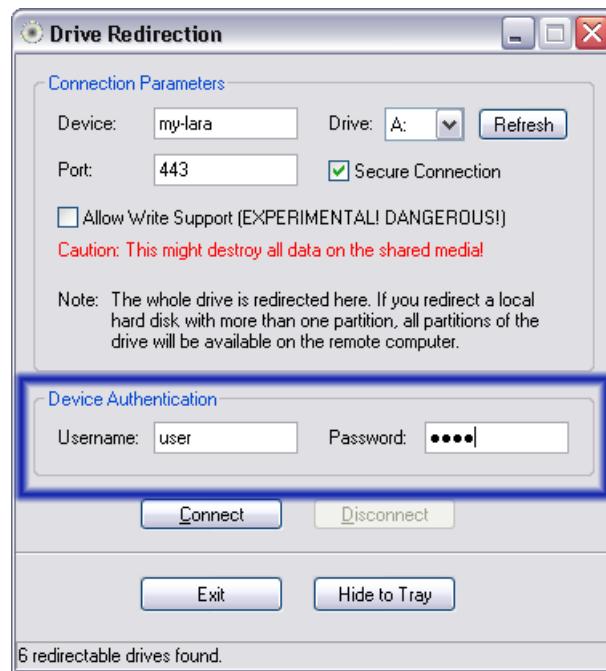 Drive Redirection
Connection Parameters
Device: my-lara Drive: A: Refresh
Port: 443 Secure Connection
Allow Write Support (EXPERIMENTAL! DANGEROUS!)
Caution: This might destroy all data on the shared media!
Note: The whole drive is redirected here. If you redirect a local
hard disk with more than one partition, all partitions of the
drive will be available on the remote computer.
Device Authentication
Username: user Password: ••••
Connect Disconnect
Exit Hide to Tray
6 redirectable drives found.